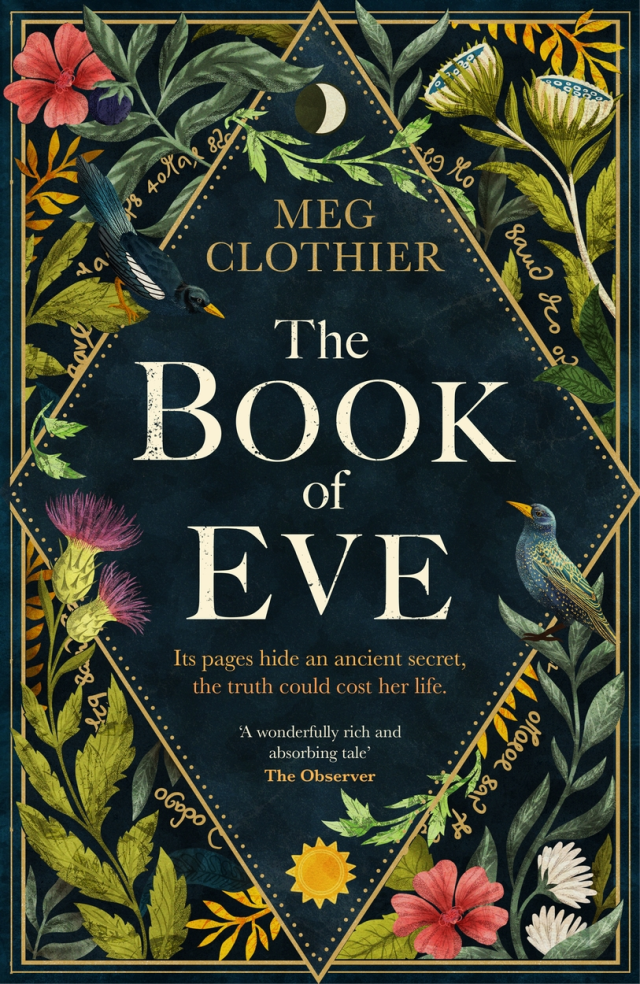 MEG
CLOTHIER
The
BOOK
of
EVE
Its pages hide an ancient secret,
the truth could cost her life.
‘A wonderfully rich and
absorbing tale’
The Observer